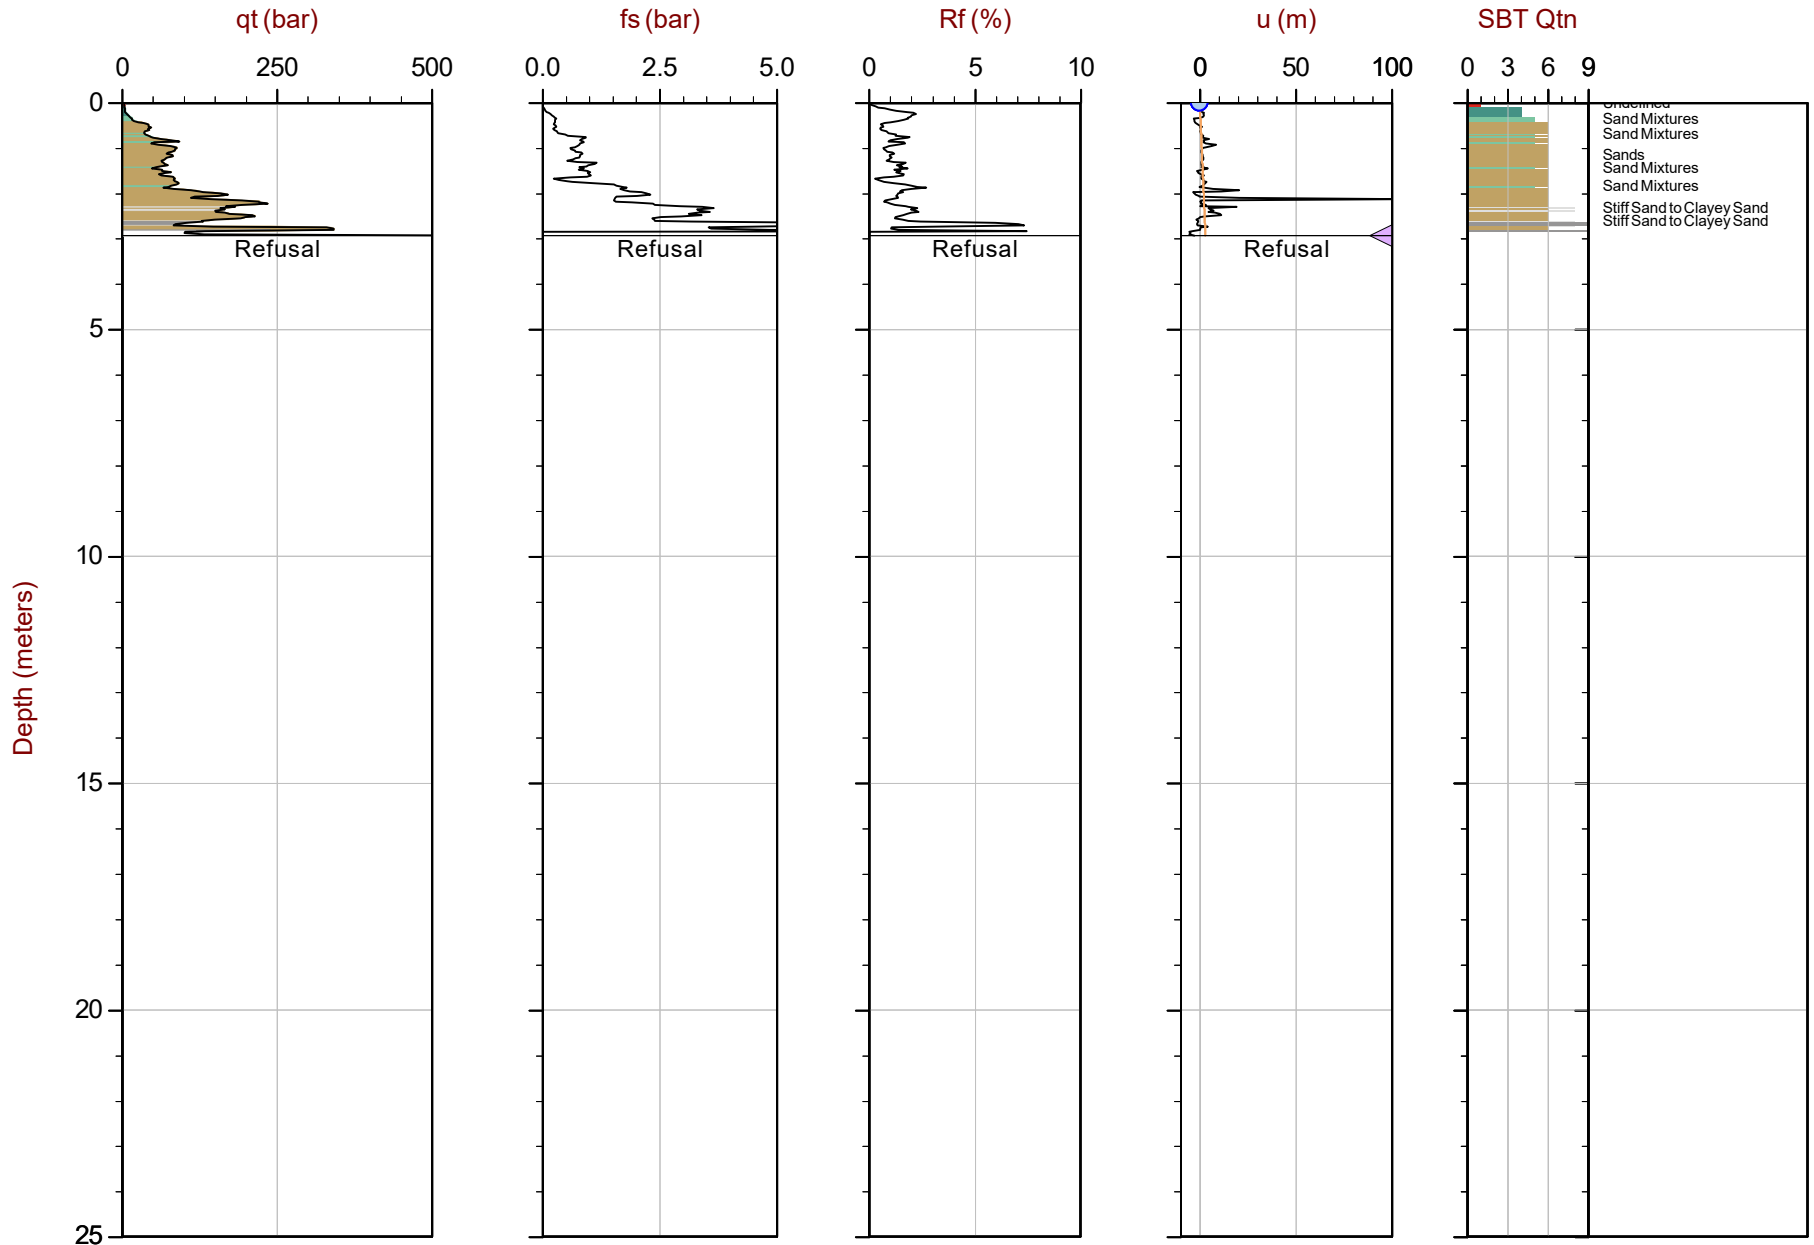 qt (bar) fs (bar) Rf (%) u (m) SBT Qtn
0 250 500 0.0 2.5 5.0 0 5 10 0 50 100 0 3 6 9
0
Undefined
Sand Mixtures
Sand Mixtures
Sands
Sand Mixtures
Sand Mixtures
Stiff Sand to Clayey Sand
Stiff Sand to Clayey Sand
Refusal Refusal Refusal Refusal
5
10
Depth (meters)
15
20
25